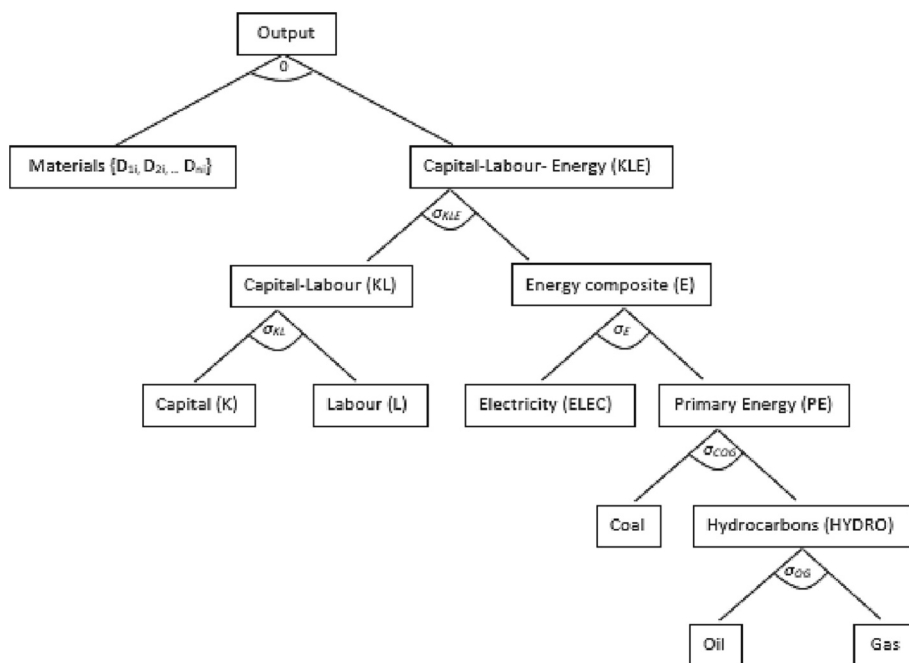 Output
0
Materials {D1i, D2i, .. Dni}
Capital-Labour- Energy (KLE)
σKLE
Capital-Labour (KL)
Energy composite (E)
σKL
σE
Capital (K)
Labour (L)
Electricity (ELEC)
Primary Energy (PE)
σCOG
Coal
Hydrocarbons (HYDRO)
σOG
Oil
Gas